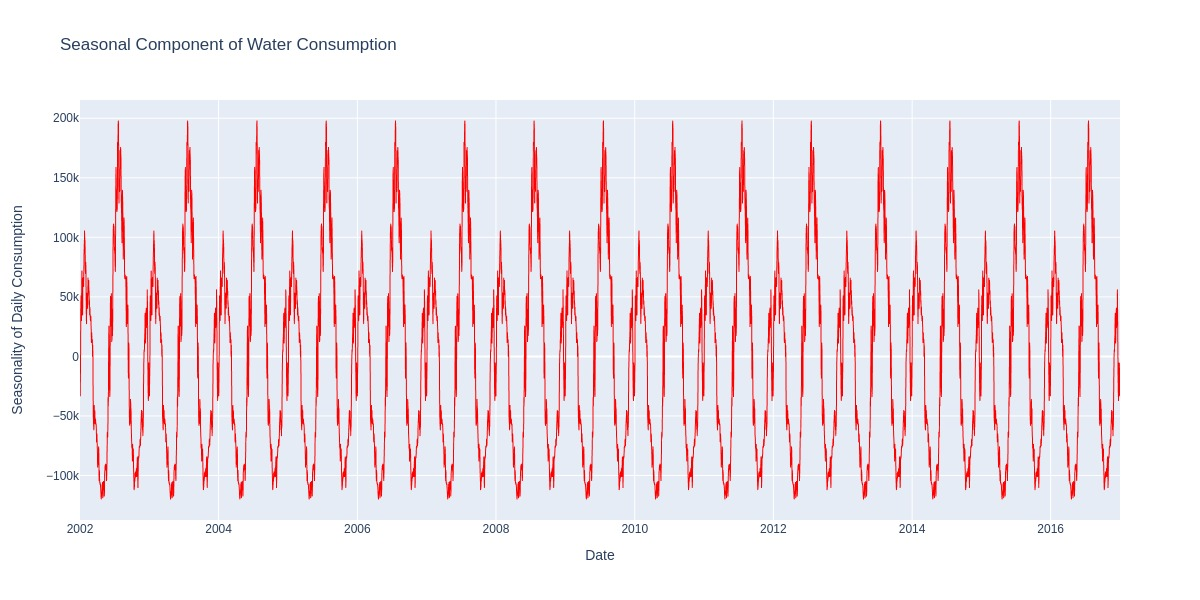 Seasonal Component of Water Consumption
200k
150k
100k
50k
0
−50k
−100k
Seasonality of Daily Consumption
2002 2004 2006 2008 2010 2012 2014 2016
Date